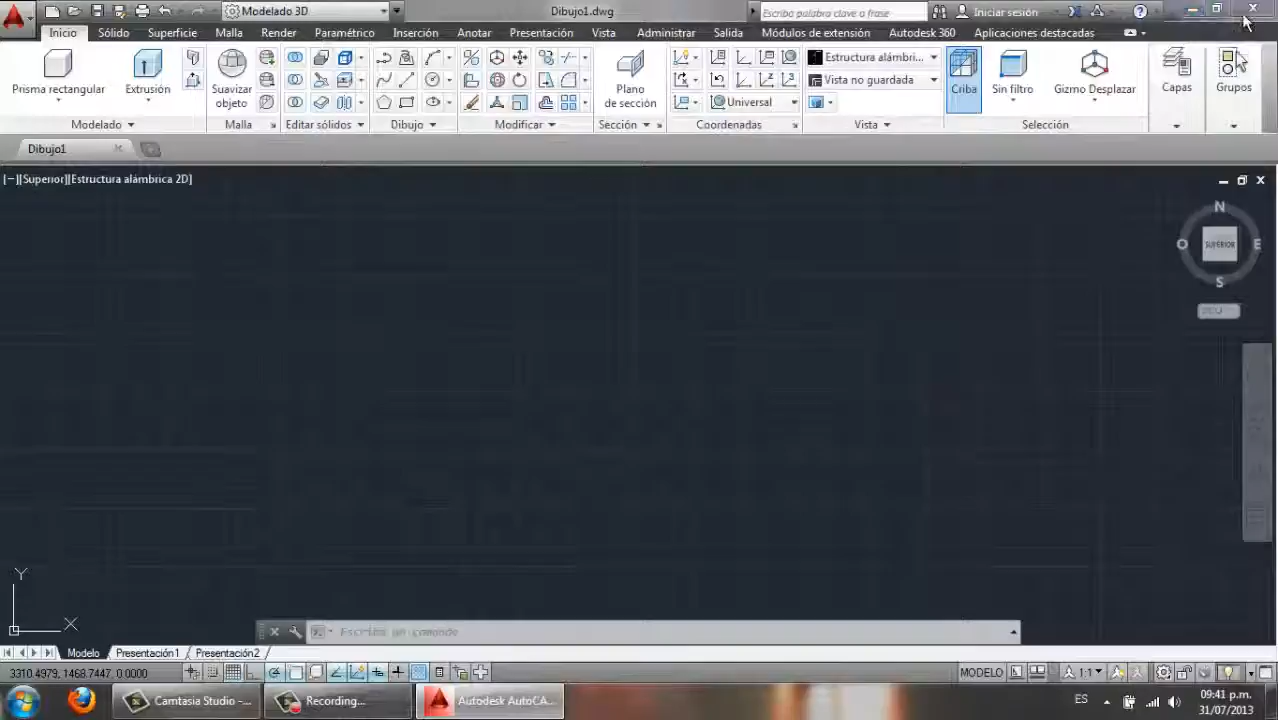 Modelado 3D
Dibujo1.dwg
Escriba palabra clave o frase
Iniciar sesión
Inicio
Sólido
Superficie
Malla
Render
Paramétrico
Inserción
Anotar
Presentación
Vista
Administrar
Salida
Módulos de extensión
Autodesk 360
Aplicaciones destacadas
Prisma rectangular
Extrusión
Suavizar objeto
Plano de sección
Universal
Estructura alámbri...
Vista no guardada
Criba
Sin filtro
Gizmo Desplazar
Capas
Grupos
Modelado
Malla
Editar sólidos
Dibujo
Modificar
Sección
Coordenadas
Vista
Selección
Dibujo1
[−][Superior][Estructura alámbrica 2D]
N
O
SUPERIOR
E
S
Y
X
Escriba un comando
Modelo
Presentación1
Presentación2
3310.4979, 1468.7447, 0.0000
MODELO
1:1
Camtasia Studio -...
Recording...
Autodesk AutoCA...
ES
09:41 p.m.
31/07/2013